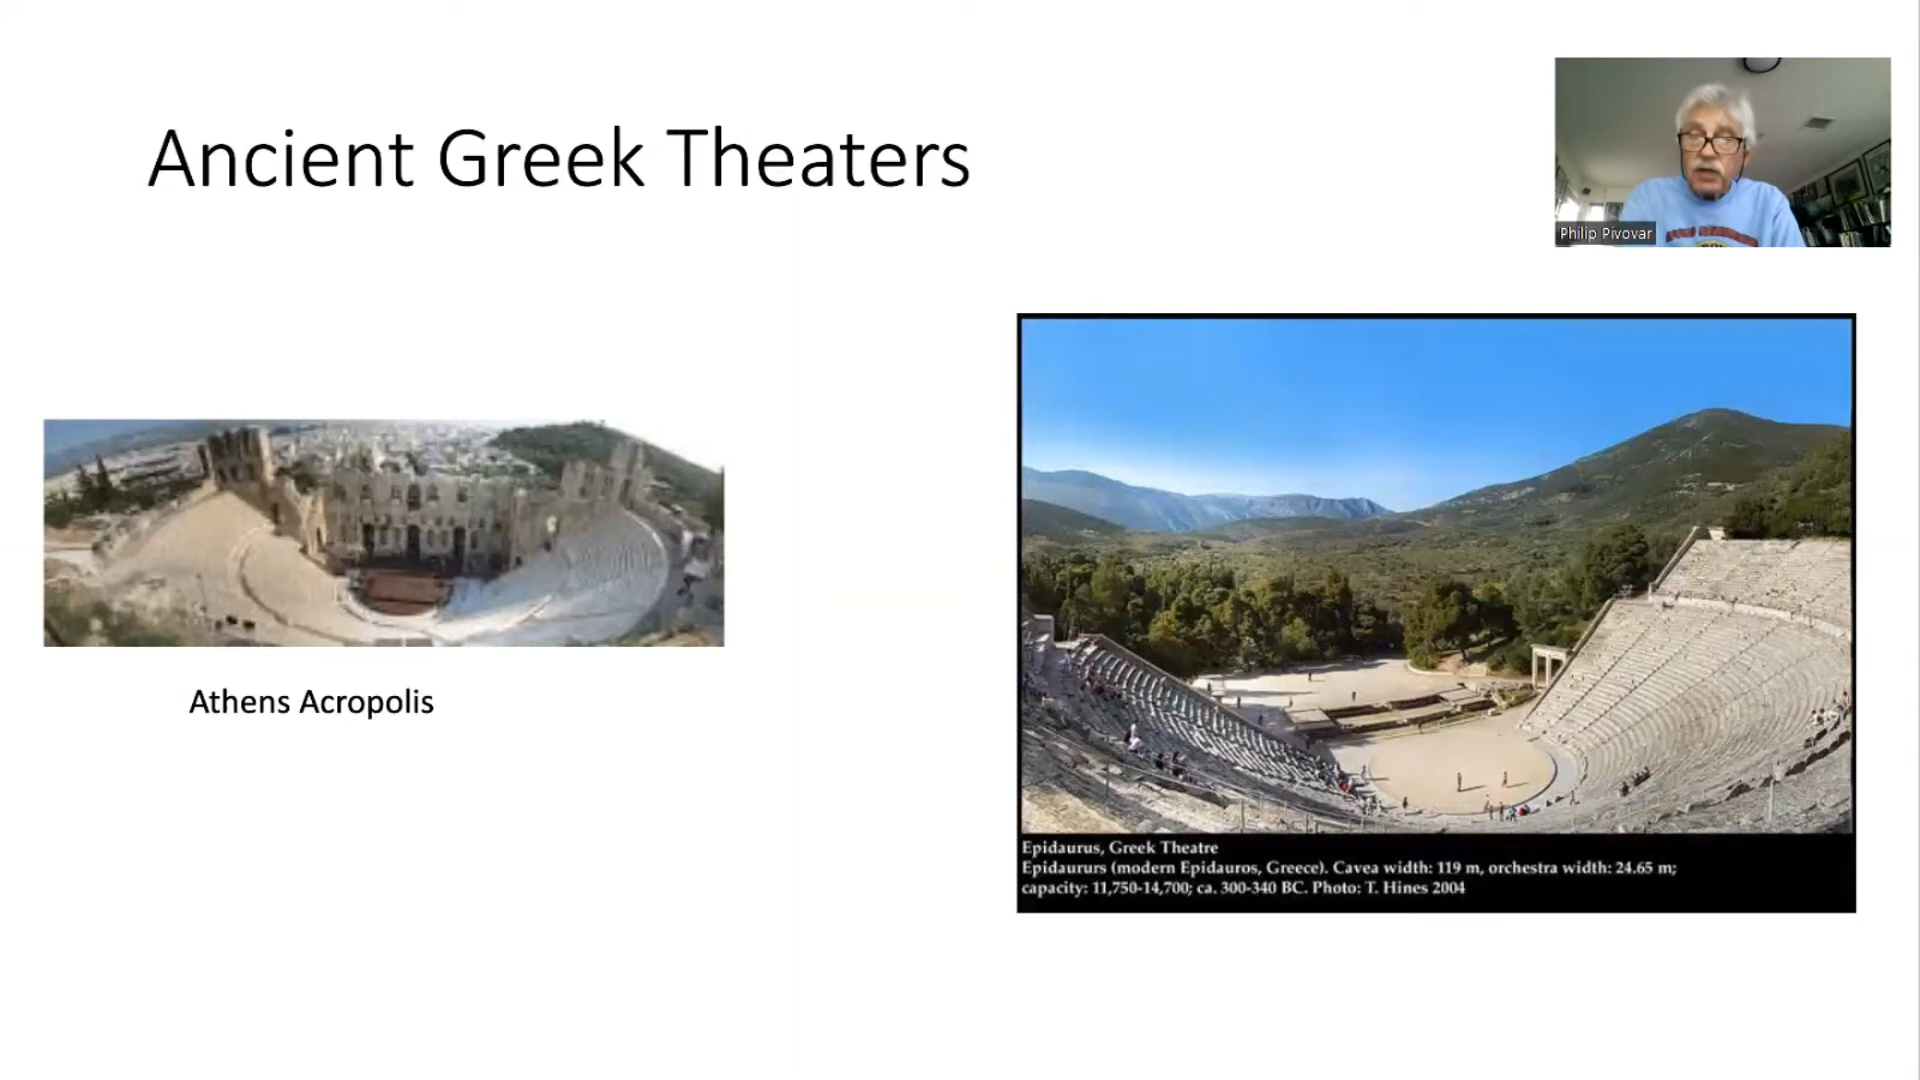 Ancient Greek Theaters
Philip Pivovar
Athens Acropolis
Epidaurus, Greek Theatre
Epidaururs (modern Epidauros, Greece). Cavea width: 119 m, orchestra width: 24.65 m;
capacity: 11,750-14,700; ca. 300-340 BC. Photo: T. Hines 2004